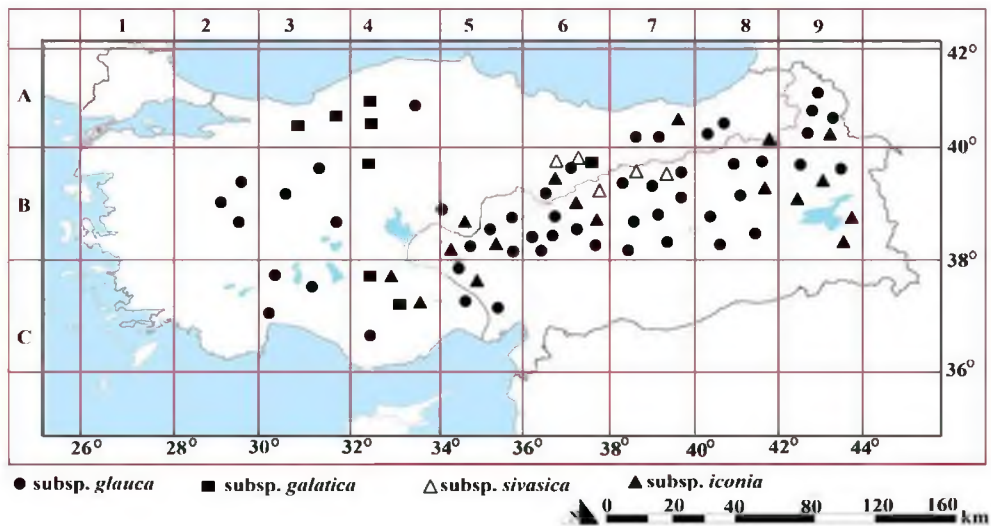 1 2 3 4 5 6 7 8 9
42°
A
40°
B
38°
C
36°
26° 28° 30° 32° 34° 36° 38° 40° 42° 44°
subsp. glauca subsp. galatica subsp. sivasica subsp. iconia
0 20 40 80 120 160 km